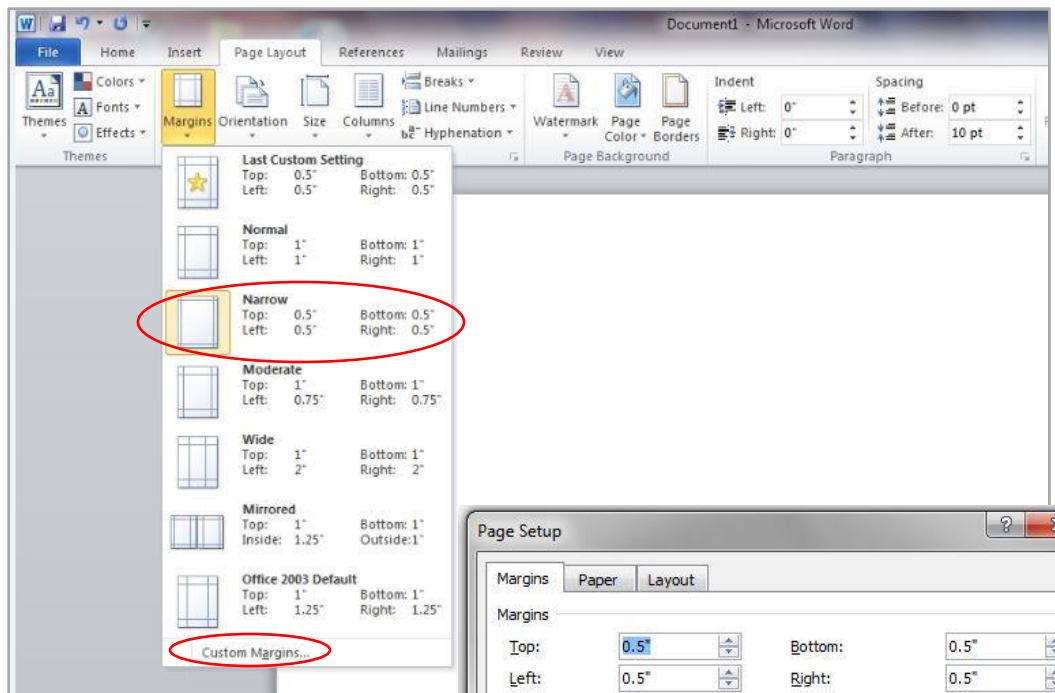 W
Document1 - Microsoft Word
File Home Insert Page Layout References Mailings Review View
Aa Colors Breaks Indent Spacing
A Fonts Line Numbers Left: 0" Before: 0 pt
Themes Effects Margins Orientation Size Columns Hyphenation Watermark Page Color Page Borders Right: 0" After: 10 pt
Themes Page Background Paragraph
Last Custom Setting
Top: 0.5" Bottom: 0.5"
Left: 0.5" Right: 0.5"
Normal
Top: 1" Bottom: 1"
Left: 1" Right: 1"
Narrow
Top: 0.5" Bottom: 0.5"
Left: 0.5" Right: 0.5"
Moderate
Top: 1" Bottom: 1"
Left: 0.75" Right: 0.75"
Wide
Top: 1" Bottom: 1"
Left: 2" Right: 2"
Mirrored
Top: 1" Bottom: 1"
Inside: 1.25" Outside:1"
Office 2003 Default
Top: 1" Bottom: 1"
Left: 1.25" Right: 1.25"
Custom Margins...
Page Setup ?
Margins Paper Layout
Margins
Top: 0.5" Bottom: 0.5"
Left: 0.5" Right: 0.5"